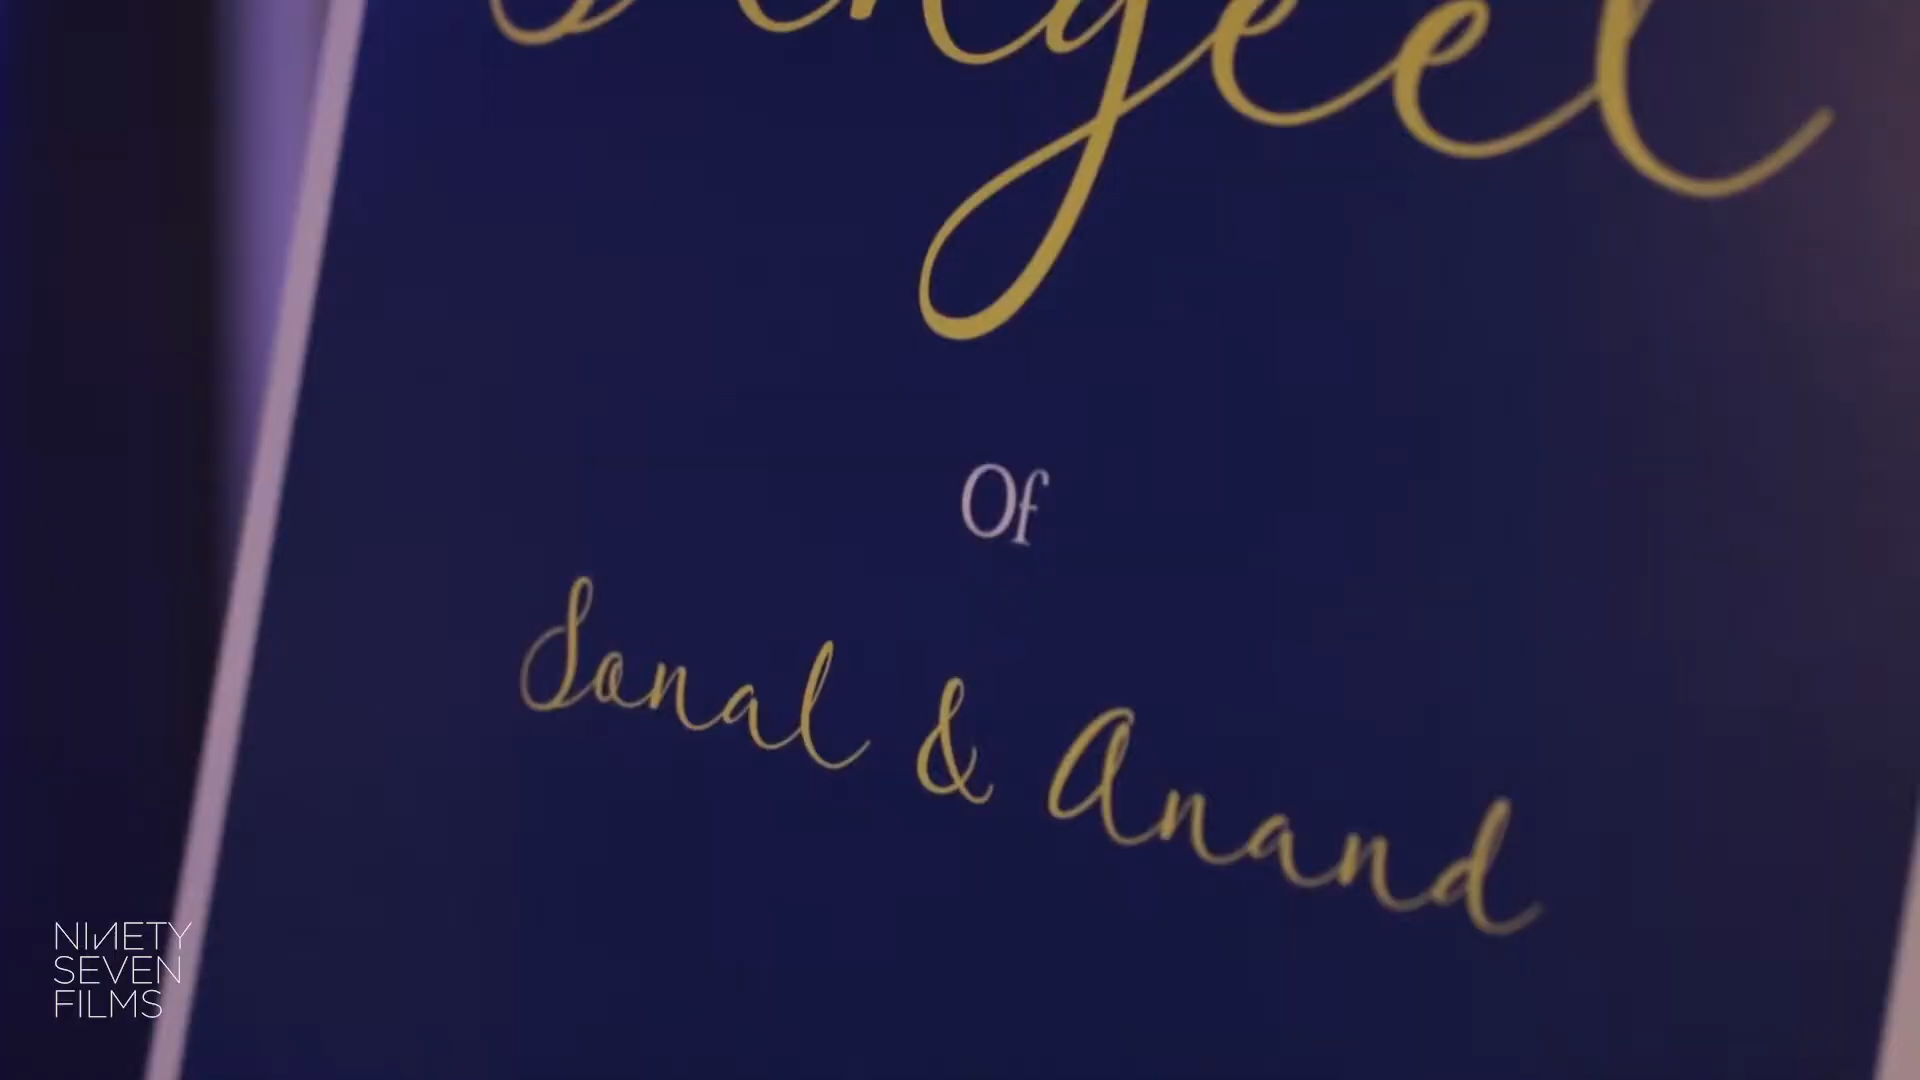 Of
Sonal & Anand
NINETY
SEVEN
FILMS